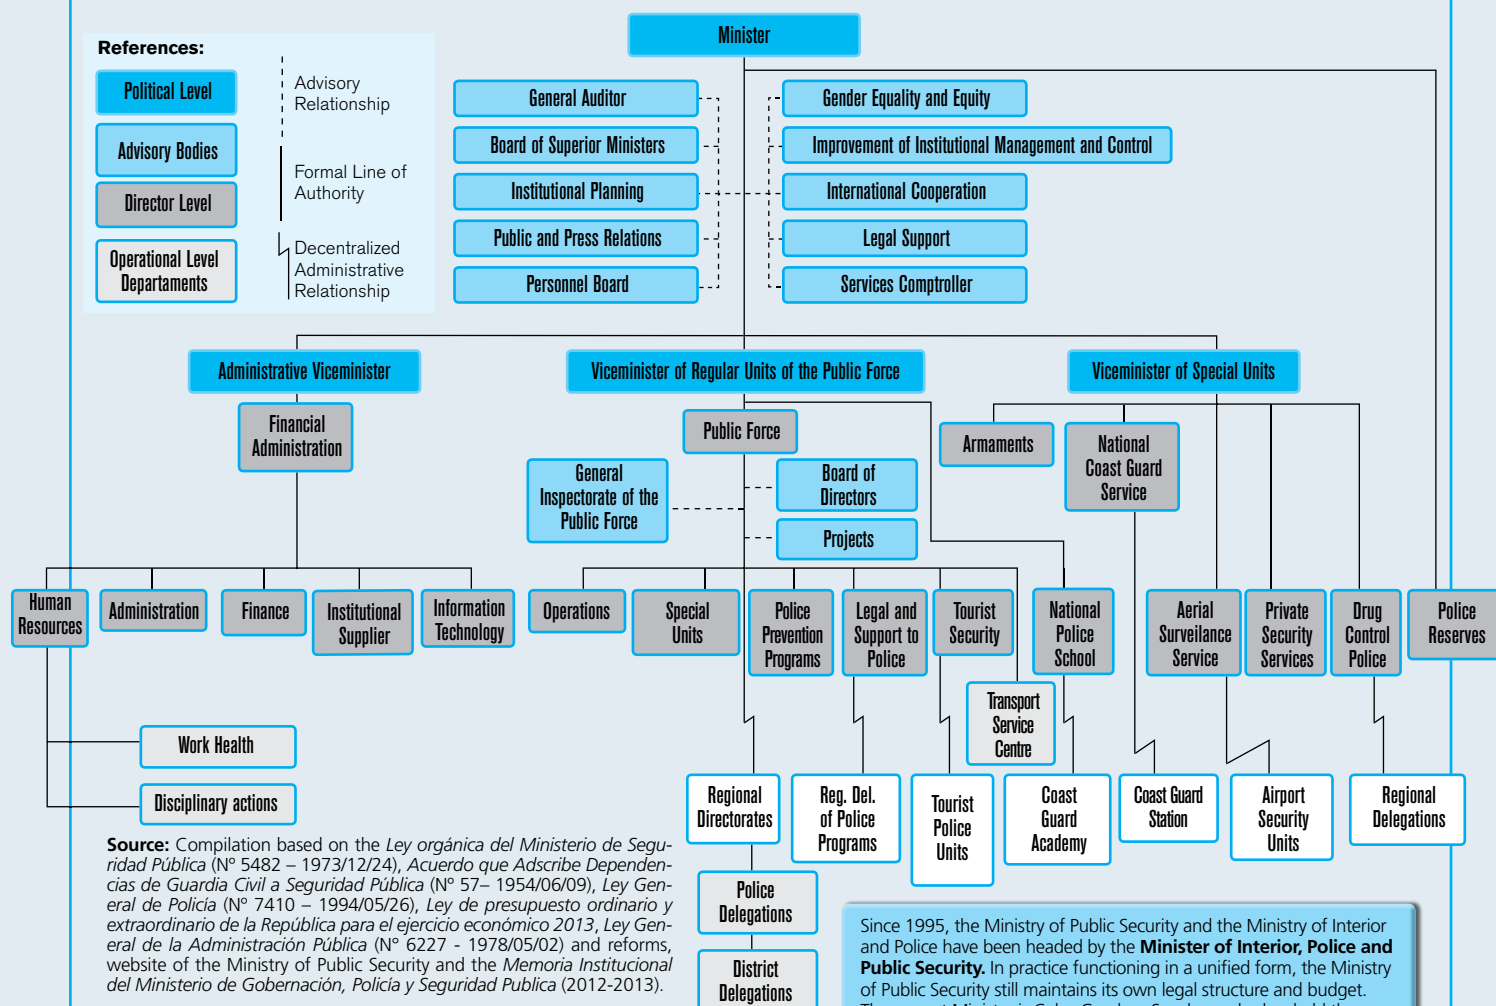 Minister
References:
Political Level
Advisory Bodies
Director Level
Operational Level
Departaments
Advisory
Relationship
Formal Line of
Authority
Decentralized
Administrative
Relationship
General Auditor
Board of Superior Ministers
Institutional Planning
Public and Press Relations
Personnel Board
Gender Equality and Equity
Improvement of Institutional Management and Control
International Cooperation
Legal Support
Services Comptroller
Administrative Viceminister
Viceminister of Regular Units of the Public Force
Viceminister of Special Units
Financial
Administration
Public Force
Armaments
National
Coast Guard
Service
General
Inspectorate of the
Public Force
Board of
Directors
Projects
Human
Resources
Administration
Finance
Institutional
Supplier
Information
Technology
Operations
Special
Units
Police
Prevention
Programs
Legal and
Support to
Police
Tourist
Security
National
Police
School
Aerial
Surveilance
Service
Private
Security
Services
Drug
Control
Police
Police
Reserves
Transport
Service
Centre
Work Health
Disciplinary actions
Regional
Directorates
Reg. Del.
of Police
Programs
Tourist
Police
Units
Coast
Guard
Academy
Coast Guard
Station
Airport
Security
Units
Regional
Delegations
Police
Delegations
District
Delegations
Source: Compilation based on the Ley orgánica del Ministerio de Segu-
ridad Pública (Nº 5482 – 1973/12/24), Acuerdo que Adscribe Dependen-
cias de Guardia Civil a Seguridad Pública (Nº 57– 1954/06/09), Ley Gen-
eral de Policía (Nº 7410 – 1994/05/26), Ley de presupuesto ordinario y
extraordinario de la República para el ejercicio económico 2013, Ley Gen-
eral de la Administración Pública (N° 6227 - 1978/05/02) and reforms,
website of the Ministry of Public Security and the Memoria Institucional
del Ministerio de Gobernación, Policía y Seguridad Publica (2012-2013).
Since 1995, the Ministry of Public Security and the Ministry of Interior
and Police have been headed by the Minister of Interior, Police and
Public Security. In practice functioning in a unified form, the Ministry
of Public Security still maintains its own legal structure and budget.